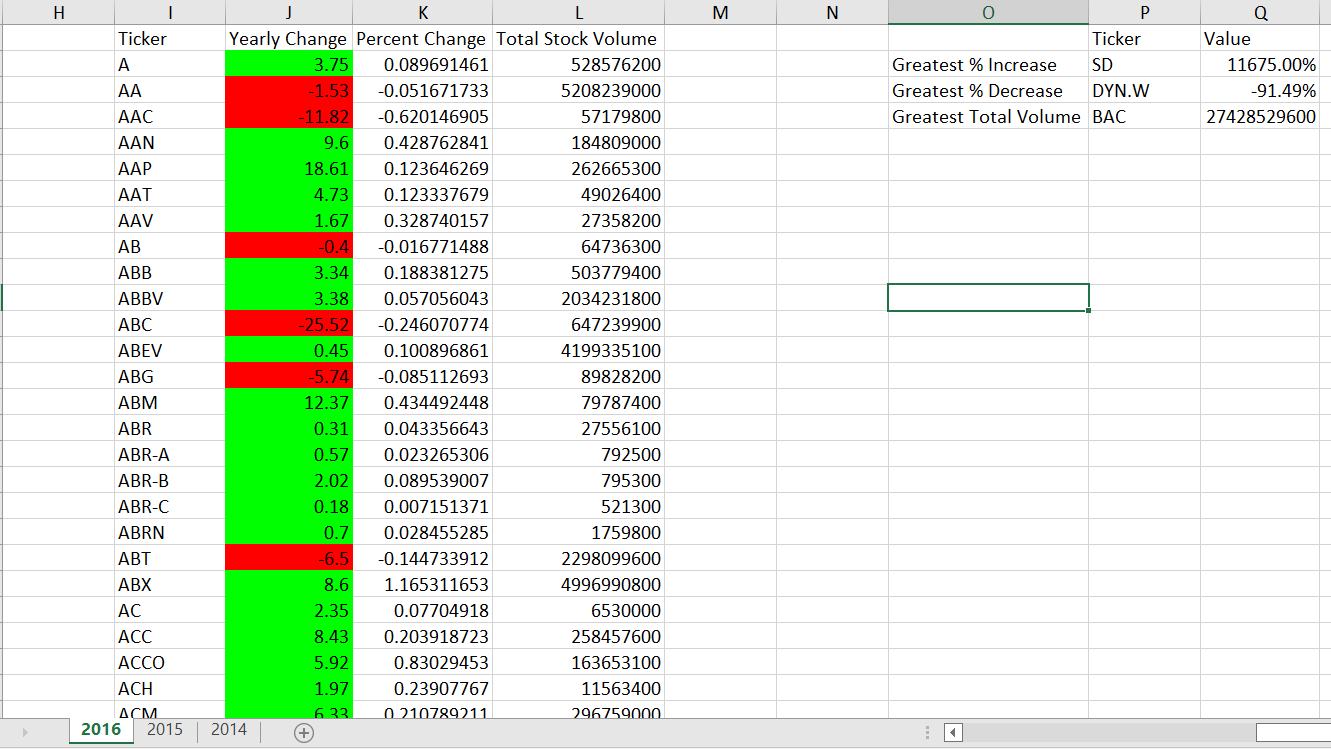 H I J K L M N O P Q
Ticker Yearly Change Percent Change Total Stock Volume Ticker Value
A 3.75 0.089691461 528576200 Greatest % Increase SD 11675.00%
AA -1.53 -0.051671733 5208239000 Greatest % Decrease DYN.W -91.49%
AAC -11.82 -0.620146905 57179800 Greatest Total Volume BAC 27428529600
AAN 9.6 0.428762841 184809000
AAP 18.61 0.123646269 262665300
AAT 4.73 0.123337679 49026400
AAV 1.67 0.328740157 27358200
AB -0.4 -0.016771488 64736300
ABB 3.34 0.188381275 503779400
ABBV 3.38 0.057056043 2034231800
ABC -25.52 -0.246070774 647239900
ABEV 0.45 0.100896861 4199335100
ABG -5.74 -0.085112693 89828200
ABM 12.37 0.434492448 79787400
ABR 0.31 0.043356643 27556100
ABR-A 0.57 0.023265306 792500
ABR-B 2.02 0.089539007 795300
ABR-C 0.18 0.007151371 521300
ABRN 0.7 0.028455285 1759800
ABT -6.5 -0.144733912 2298099600
ABX 8.6 1.165311653 4996990800
AC 2.35 0.07704918 6530000
ACC 8.43 0.203918723 258457600
ACCO 5.92 0.83029453 163653100
ACH 1.97 0.23907767 11563400
ACM 6.33 0.210789211 296759000
2016 2015 2014